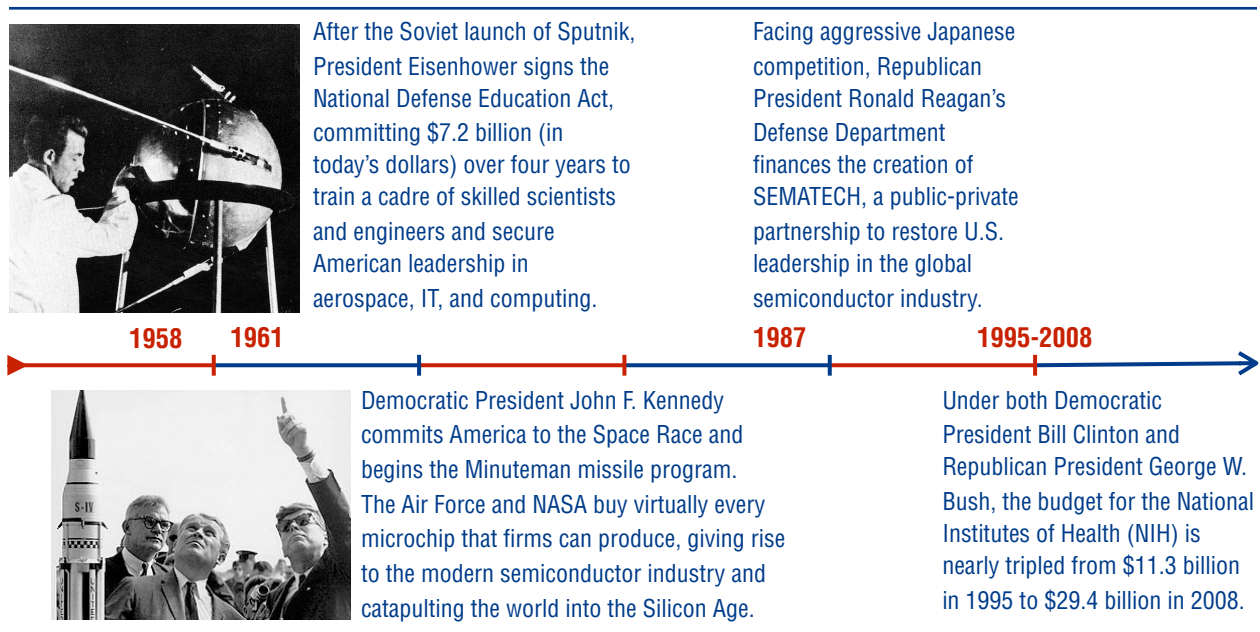 After the Soviet launch of Sputnik,
President Eisenhower signs the
National Defense Education Act,
committing $7.2 billion (in
today’s dollars) over four years to
train a cadre of skilled scientists
and engineers and secure
American leadership in
aerospace, IT, and computing.
Facing aggressive Japanese
competition, Republican
President Ronald Reagan’s
Defense Department
finances the creation of
SEMATECH, a public-private
partnership to restore U.S.
leadership in the global
semiconductor industry.
1958 1961 1987 1995-2008
S-IV
Democratic President John F. Kennedy
commits America to the Space Race and
begins the Minuteman missile program.
The Air Force and NASA buy virtually every
microchip that firms can produce, giving rise
to the modern semiconductor industry and
catapulting the world into the Silicon Age.
Under both Democratic
President Bill Clinton and
Republican President George W.
Bush, the budget for the National
Institutes of Health (NIH) is
nearly tripled from $11.3 billion
in 1995 to $29.4 billion in 2008.